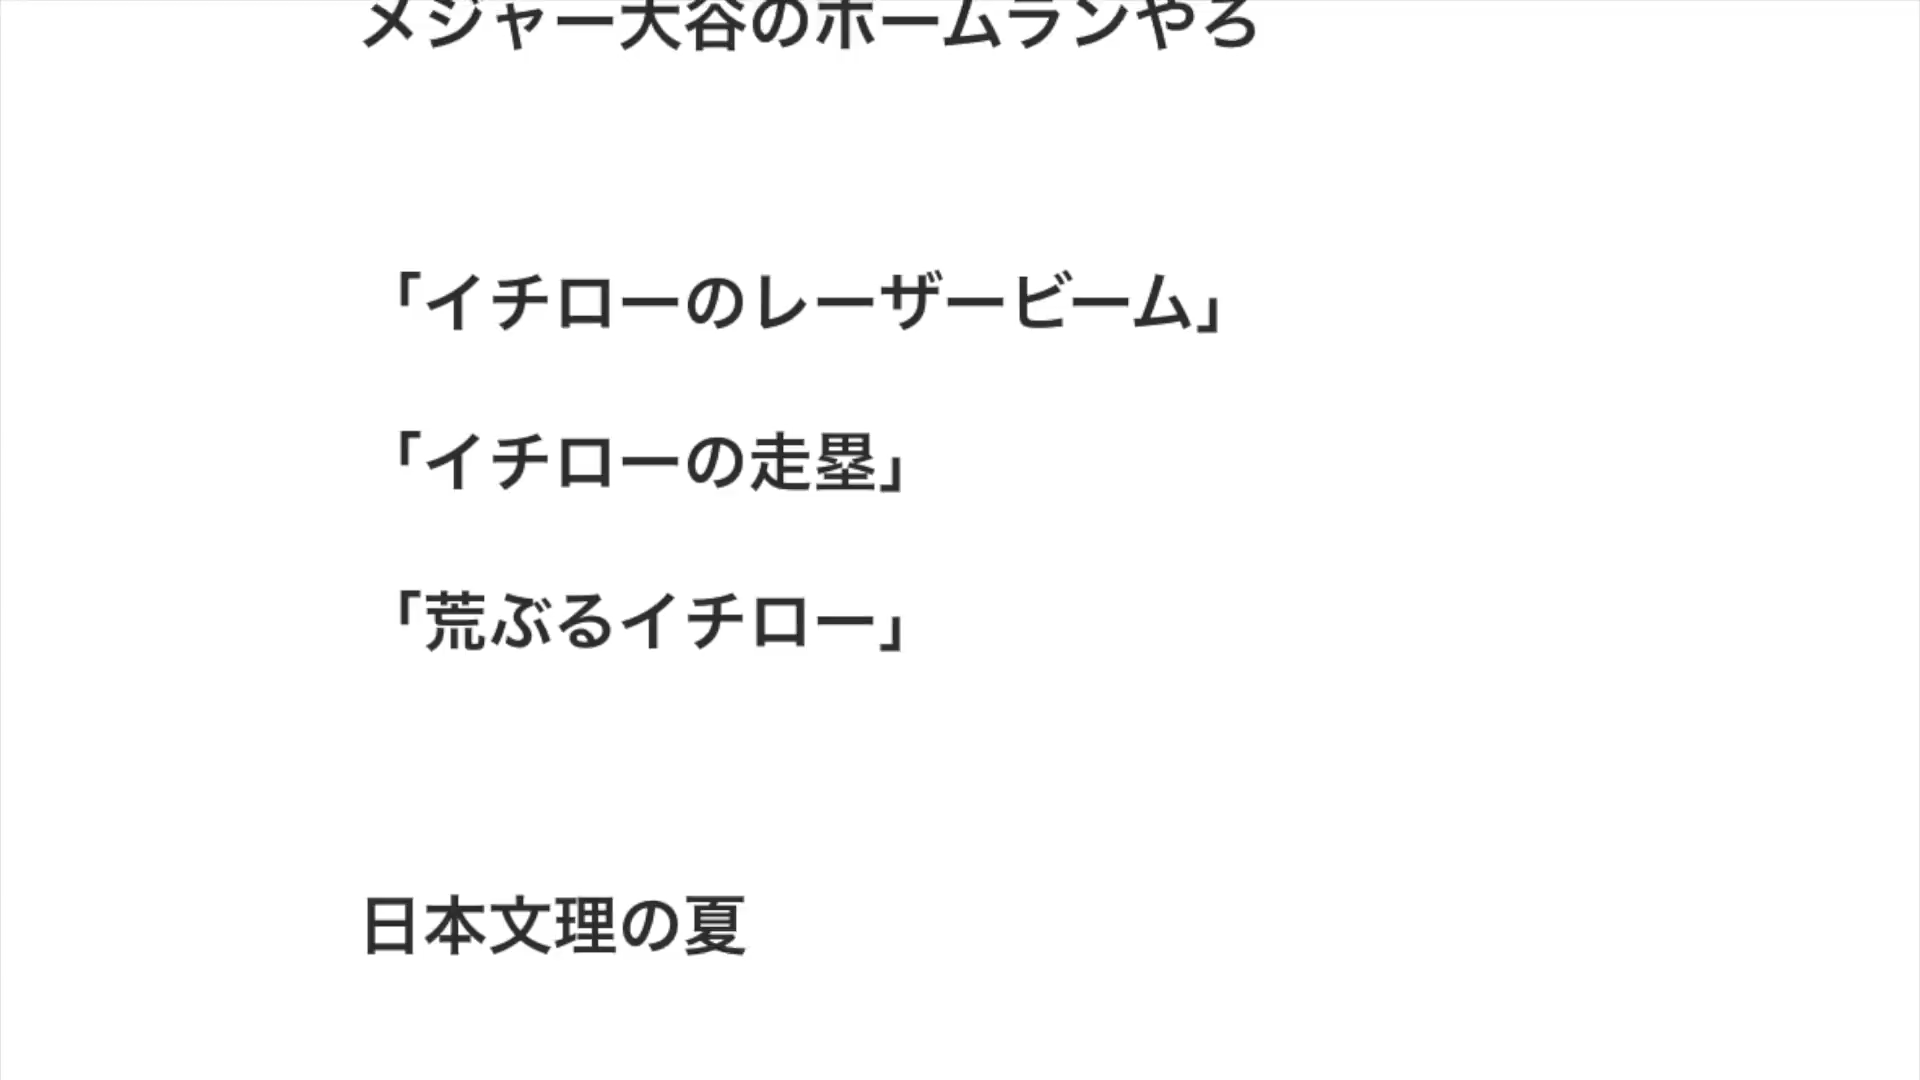 メジャー大谷のホームランやろ
「イチローのレーザービーム」
「イチローの走塁」
「荒ぶるイチロー」
日本文理の夏